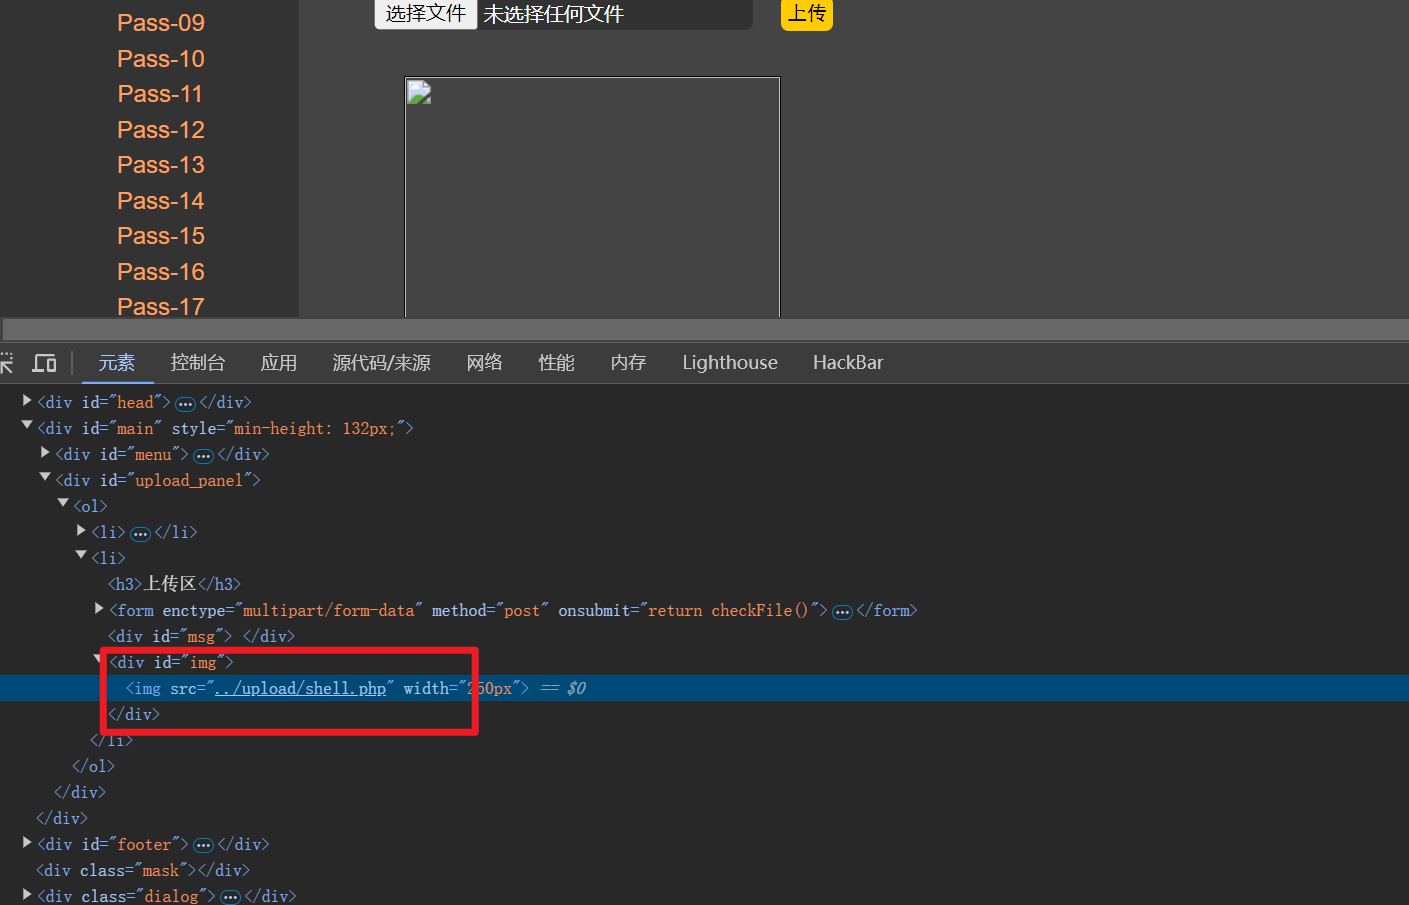 Pass-09
Pass-10
Pass-11
Pass-12
Pass-13
Pass-14
Pass-15
Pass-16
Pass-17
选择文件 未选择任何文件 上传
元素 控制台 应用 源代码/来源 网络 性能 内存 Lighthouse HackBar
<div id="head"> … </div>
<div id="main" style="min-height: 132px;">
<div id="menu"> … </div>
<div id="upload_panel">
<ol>
<li> … </li>
<li>
<h3>上传区</h3>
<form enctype="multipart/form-data" method="post" onsubmit="return checkFile()"> … </form>
<div id="msg"> </div>
<div id="img">
<img src="../upload/shell.php" width="250px"> == $0
</div>
</li>
</ol>
</div>
</div>
<div id="footer"> … </div>
<div class="mask"></div>
<div class="dialog"> … </div>